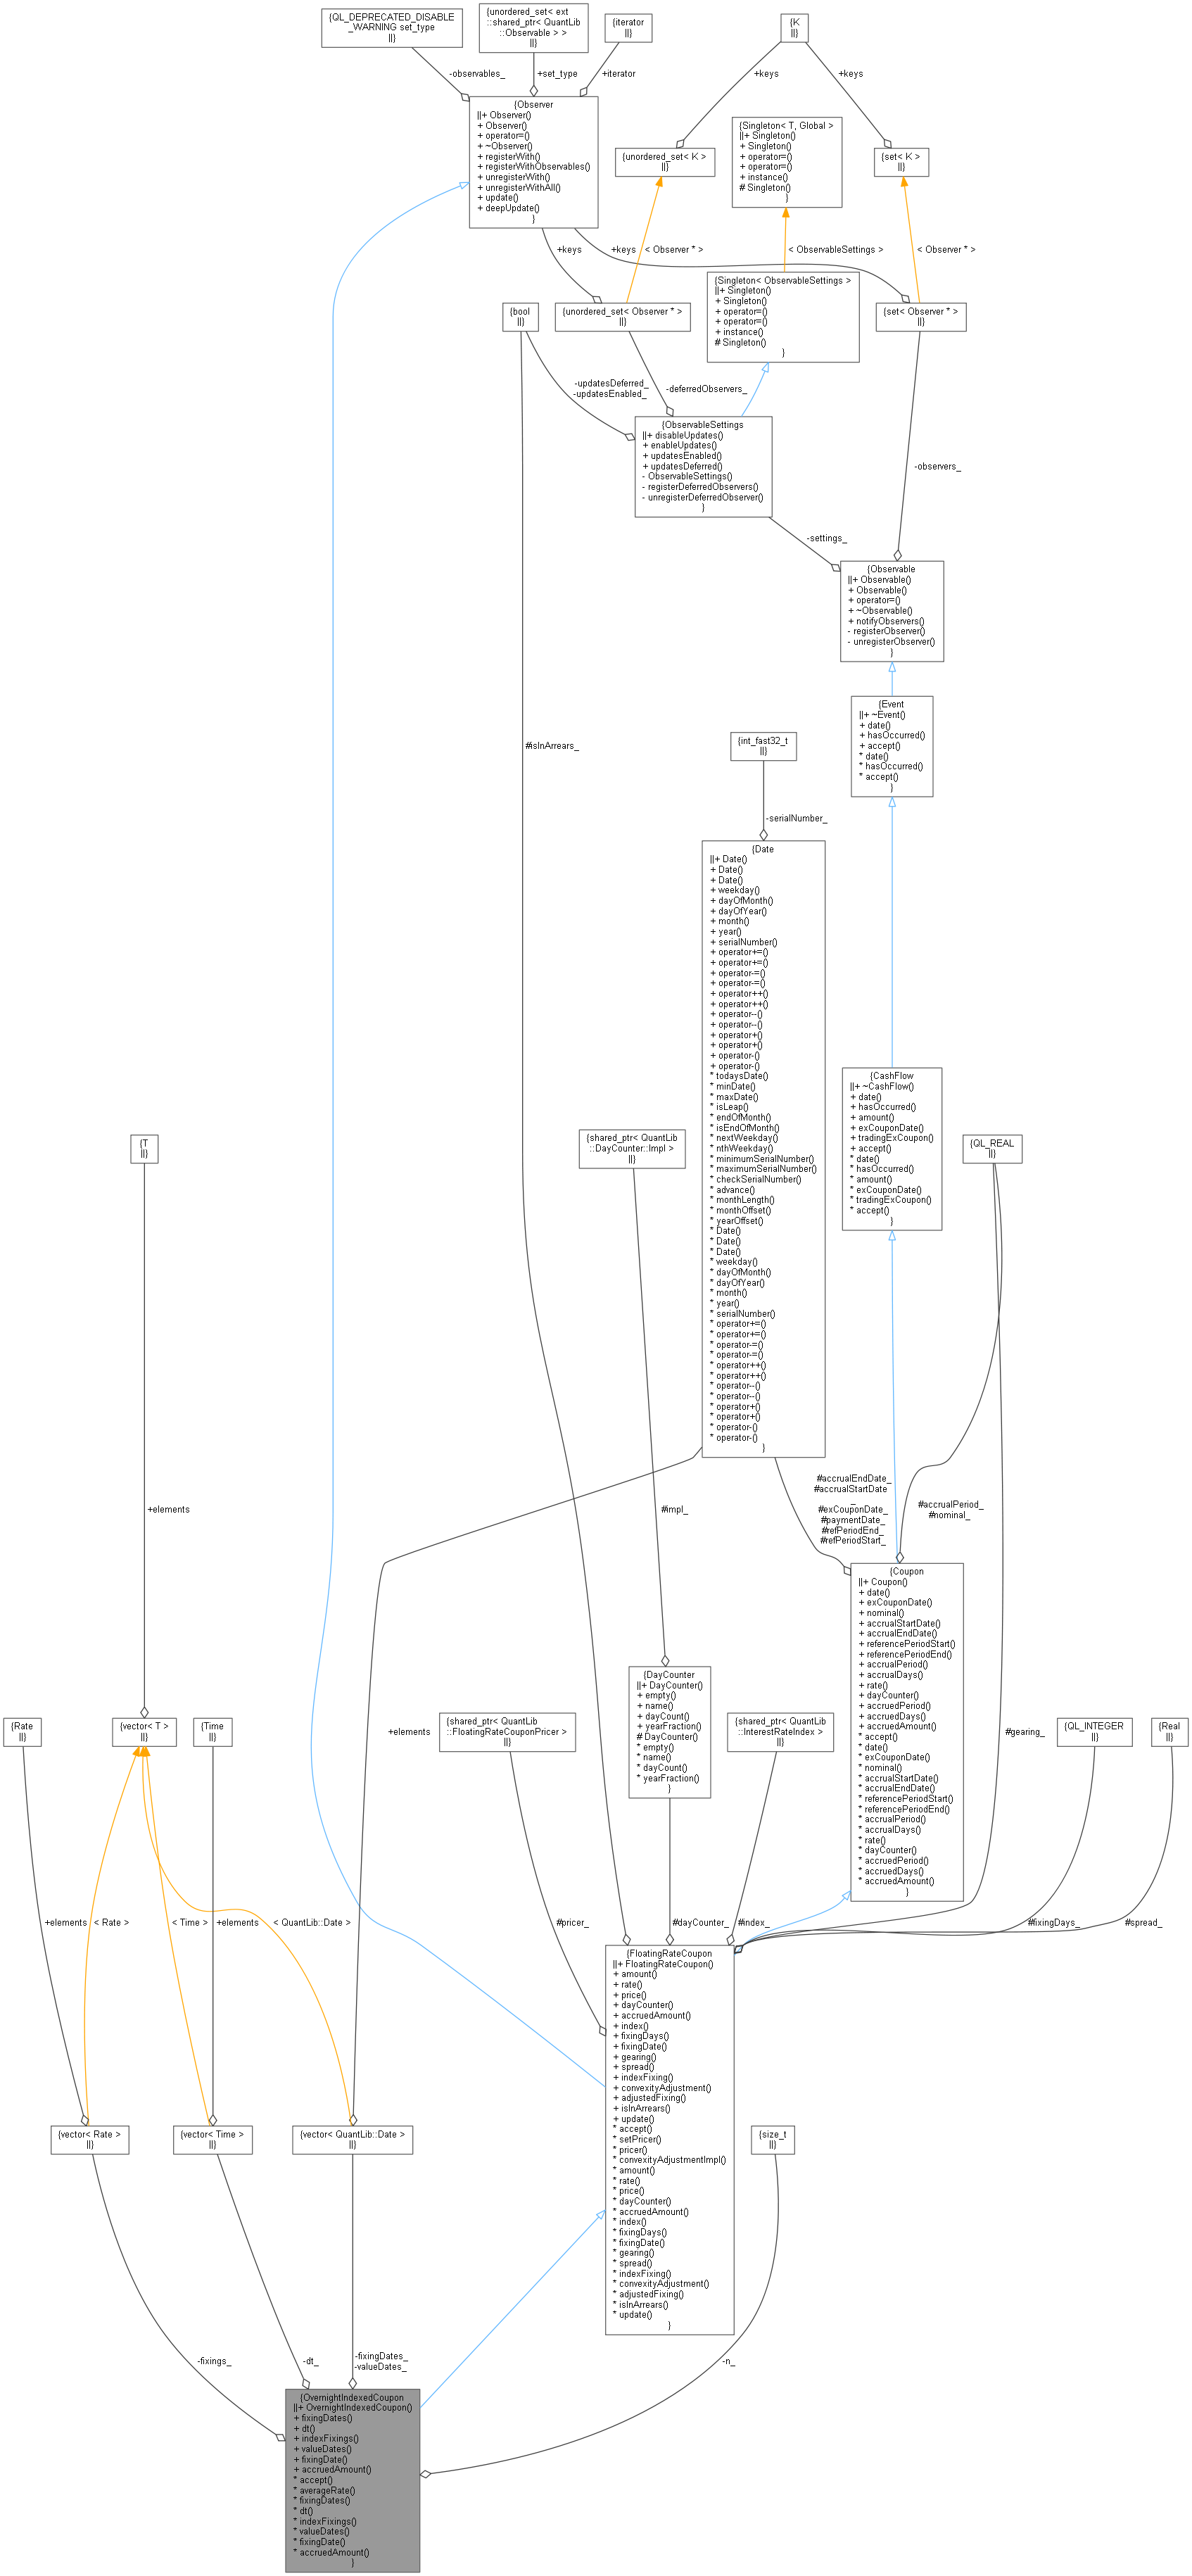 {QL_DEPRECATED_DISABLE
_WARNING set_type
||}
{unordered_set< ext
::shared_ptr< QuantLib
::Observable > >
||}
{iterator
||}
{K
||}
-observables_
+set_type
+iterator
+keys
+keys
{Observer
||+ Observer()
+ Observer()
+ operator=()
+ ~Observer()
+ registerWith()
+ registerWithObservables()
+ unregisterWith()
+ unregisterWithAll()
+ update()
+ deepUpdate()
}
{Singleton< T, Global >
||+ Singleton()
+ Singleton()
+ operator=()
+ operator=()
+ instance()
# Singleton()
}
{unordered_set< K >
||}
{set< K >
||}
+keys
+keys
< Observer * >
< ObservableSettings >
< Observer * >
{Singleton< ObservableSettings >
||+ Singleton()
+ Singleton()
+ operator=()
+ operator=()
+ instance()
# Singleton()
}
{bool
||}
{unordered_set< Observer * >
||}
{set< Observer * >
||}
-updatesDeferred_
-updatesEnabled_
-deferredObservers_
{ObservableSettings
||+ disableUpdates()
+ enableUpdates()
+ updatesEnabled()
+ updatesDeferred()
- ObservableSettings()
- registerDeferredObservers()
- unregisterDeferredObserver()
}
-observers_
-settings_
{Observable
||+ Observable()
+ Observable()
+ operator=()
+ ~Observable()
+ notifyObservers()
- registerObserver()
- unregisterObserver()
}
{Event
||+ ~Event()
+ date()
+ hasOccurred()
+ accept()
* date()
* hasOccurred()
* accept()
}
#isInArrears_
{int_fast32_t
||}
-serialNumber_
{Date
||+ Date()
+ Date()
+ Date()
+ weekday()
+ dayOfMonth()
+ dayOfYear()
+ month()
+ year()
+ serialNumber()
+ operator+=()
+ operator+=()
+ operator-=()
+ operator-=()
+ operator++()
+ operator++()
+ operator--()
+ operator--()
+ operator+()
+ operator+()
+ operator-()
+ operator-()
* todaysDate()
* minDate()
* maxDate()
* isLeap()
* endOfMonth()
* isEndOfMonth()
* nextWeekday()
* nthWeekday()
* minimumSerialNumber()
* maximumSerialNumber()
* checkSerialNumber()
* advance()
* monthLength()
* monthOffset()
* yearOffset()
* Date()
* Date()
* Date()
* weekday()
* dayOfMonth()
* dayOfYear()
* month()
* year()
* serialNumber()
* operator+=()
* operator+=()
* operator-=()
* operator-=()
* operator++()
* operator++()
* operator--()
* operator--()
* operator+()
* operator+()
* operator-()
* operator-()
}
{CashFlow
||+ ~CashFlow()
+ date()
+ hasOccurred()
+ amount()
+ exCouponDate()
+ tradingExCoupon()
+ accept()
* date()
* hasOccurred()
* amount()
* exCouponDate()
* tradingExCoupon()
* accept()
}
{T
||}
{shared_ptr< QuantLib
::DayCounter::Impl >
||}
{QL_REAL
||}
+elements
#impl_
#accrualEndDate_
#accrualStartDate
_
#exCouponDate_
#paymentDate_
#refPeriodEnd_
#refPeriodStart_
#accrualPeriod_
#nominal_
{Coupon
||+ Coupon()
+ date()
+ exCouponDate()
+ nominal()
+ accrualStartDate()
+ accrualEndDate()
+ referencePeriodStart()
+ referencePeriodEnd()
+ accrualPeriod()
+ accrualDays()
+ rate()
+ dayCounter()
+ accruedPeriod()
+ accruedDays()
+ accruedAmount()
* accept()
* date()
* exCouponDate()
* nominal()
* accrualStartDate()
* accrualEndDate()
* referencePeriodStart()
* referencePeriodEnd()
* accrualPeriod()
* accrualDays()
* rate()
* dayCounter()
* accruedPeriod()
* accruedDays()
* accruedAmount()
}
{DayCounter
||+ DayCounter()
+ empty()
+ name()
+ dayCount()
+ yearFraction()
# DayCounter()
* empty()
* name()
* dayCount()
* yearFraction()
}
{Rate
||}
{vector< T >
||}
{Time
||}
+elements
{shared_ptr< QuantLib
::FloatingRateCouponPricer >
||}
{shared_ptr< QuantLib
::InterestRateIndex >
||}
#gearing_
{QL_INTEGER
||}
{Real
||}
+elements
< Rate >
< Time >
+elements
< QuantLib::Date >
#pricer_
#dayCounter_
#index_
#fixingDays_
#spread_
{FloatingRateCoupon
||+ FloatingRateCoupon()
+ amount()
+ rate()
+ price()
+ dayCounter()
+ accruedAmount()
+ index()
+ fixingDays()
+ fixingDate()
+ gearing()
+ spread()
+ indexFixing()
+ convexityAdjustment()
+ adjustedFixing()
+ isInArrears()
+ update()
* accept()
* setPricer()
* pricer()
* convexityAdjustmentImpl()
* amount()
* rate()
* price()
* dayCounter()
* accruedAmount()
* index()
* fixingDays()
* fixingDate()
* gearing()
* spread()
* indexFixing()
* convexityAdjustment()
* adjustedFixing()
* isInArrears()
* update()
}
{vector< Rate >
||}
{vector< Time >
||}
{vector< QuantLib::Date >
||}
{size_t
||}
-fixings_
-dt_
-fixingDates_
-valueDates_
-n_
{OvernightIndexedCoupon
||+ OvernightIndexedCoupon()
+ fixingDates()
+ dt()
+ indexFixings()
+ valueDates()
+ fixingDate()
+ accruedAmount()
* accept()
* averageRate()
* fixingDates()
* dt()
* indexFixings()
* valueDates()
* fixingDate()
* accruedAmount()
}